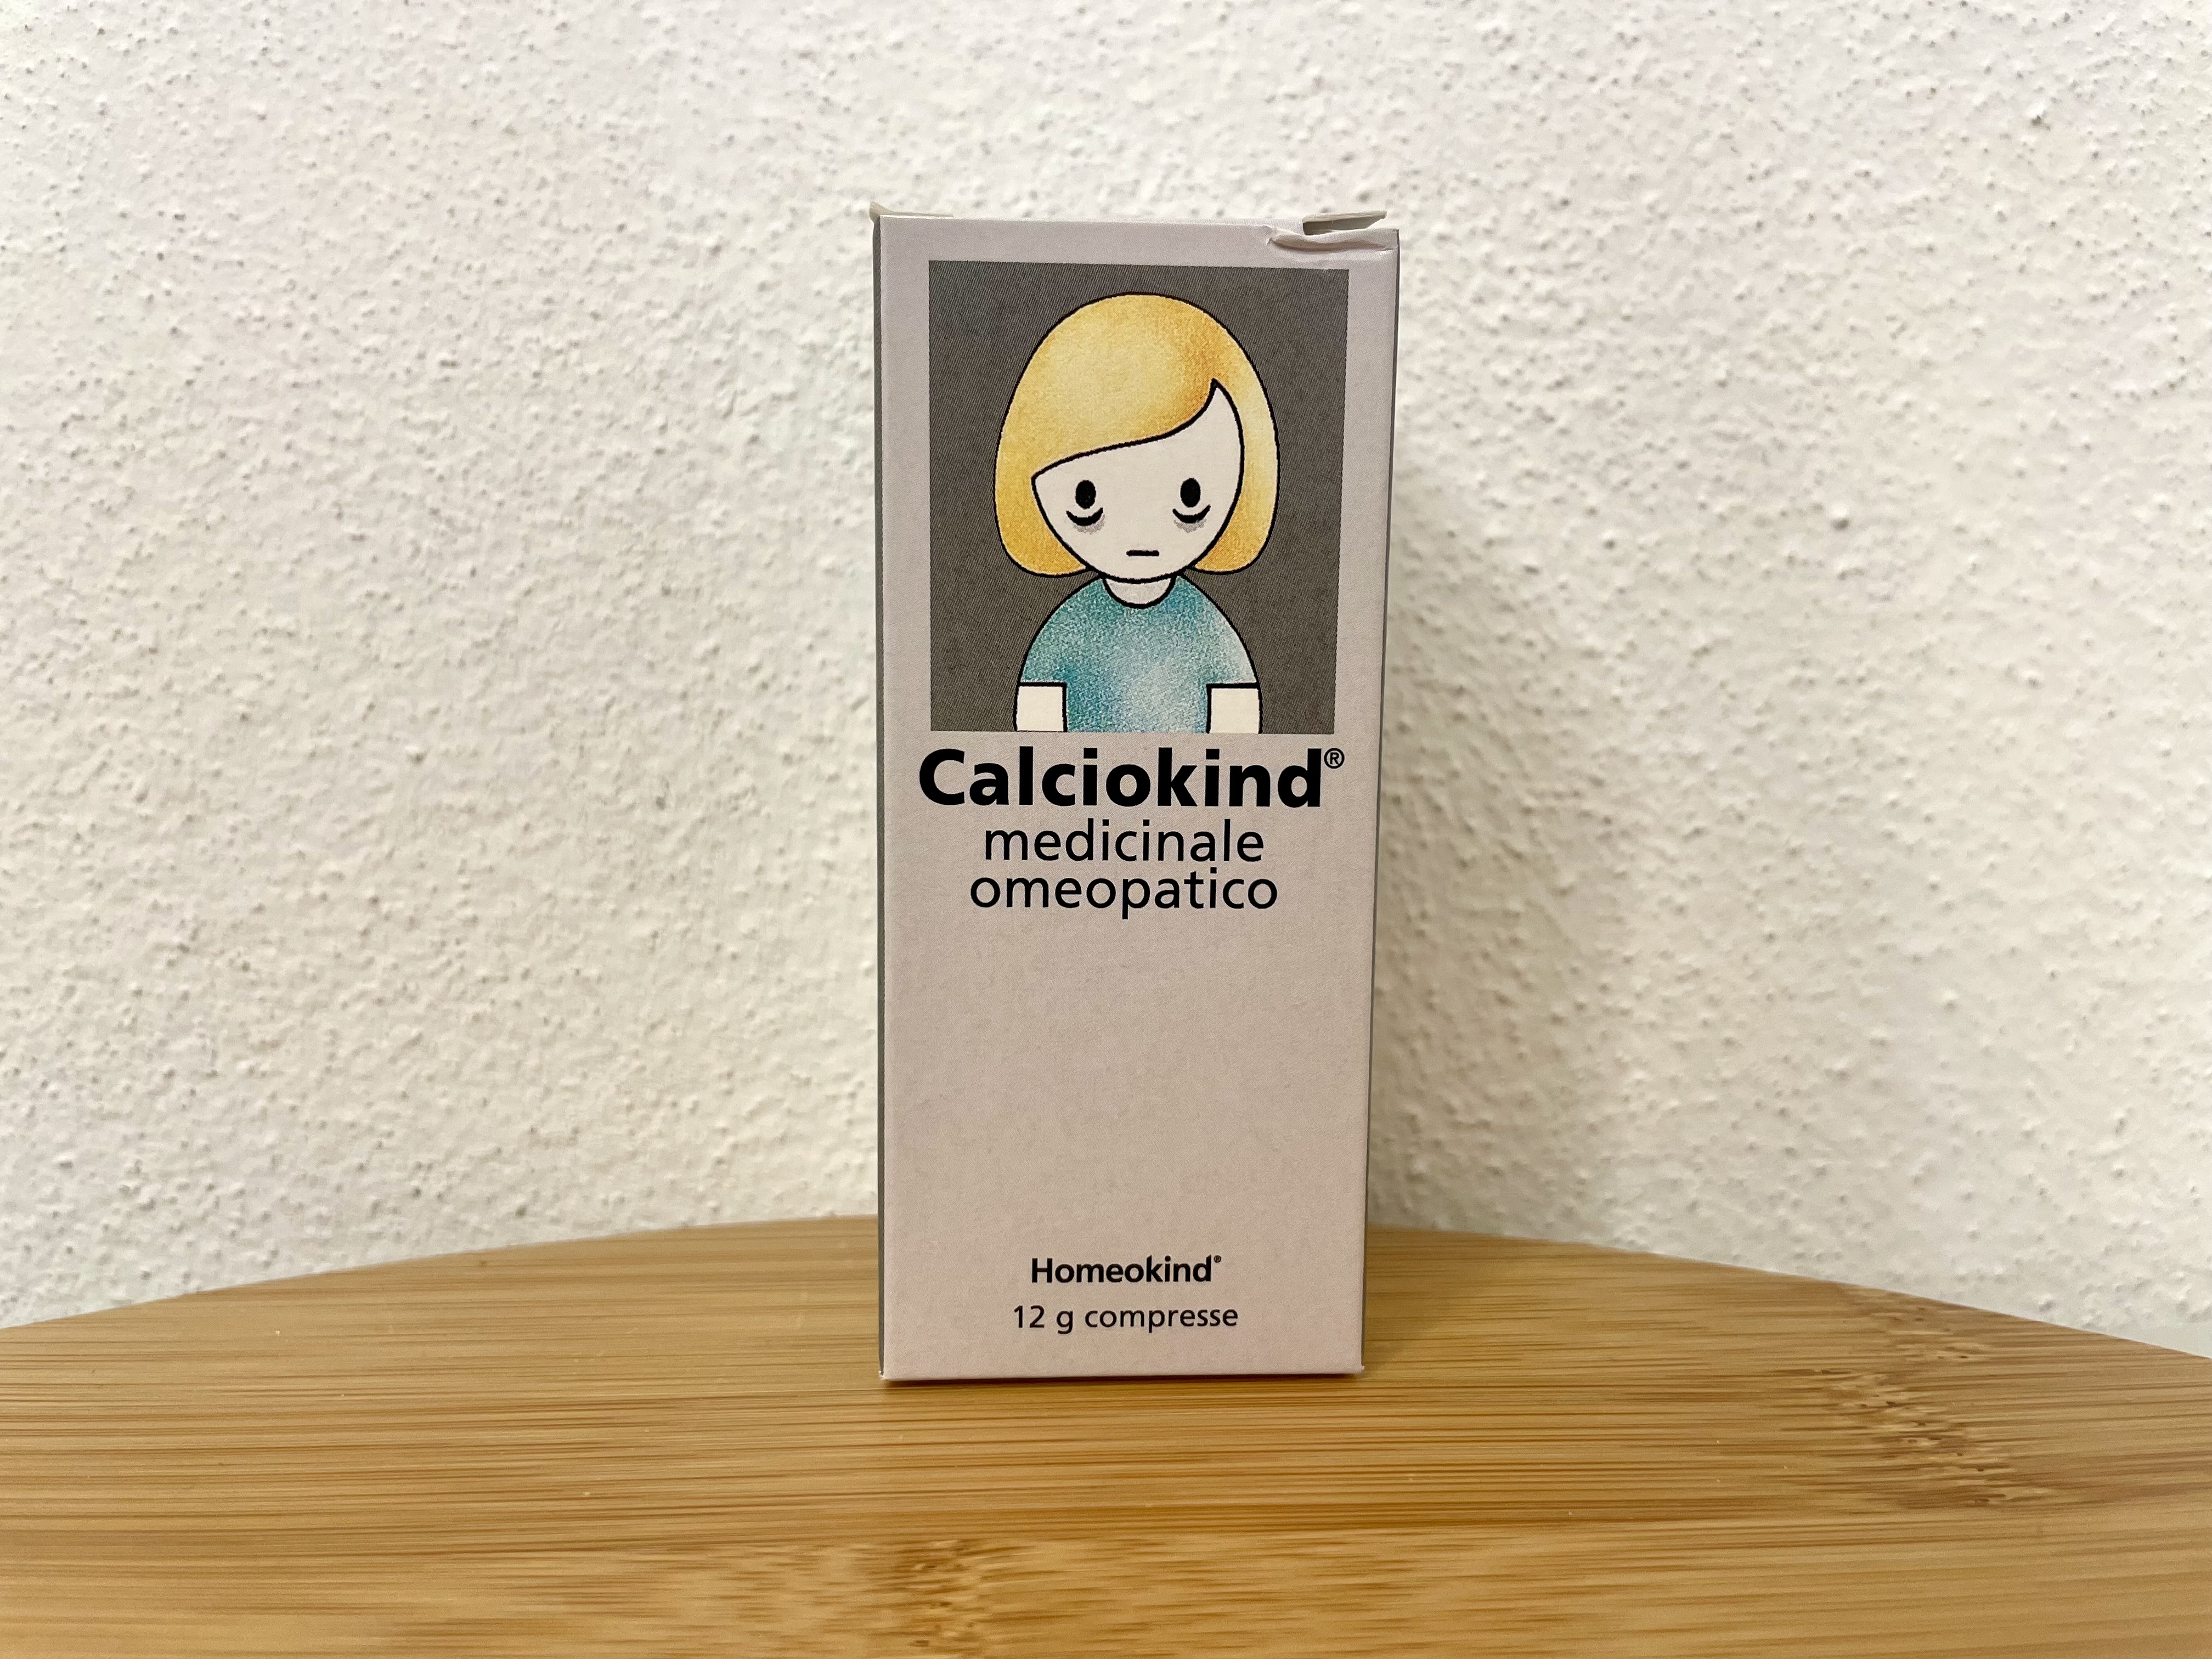 Calciokind®
medicinale
omeopatico
Homeokind®
12 g compresse